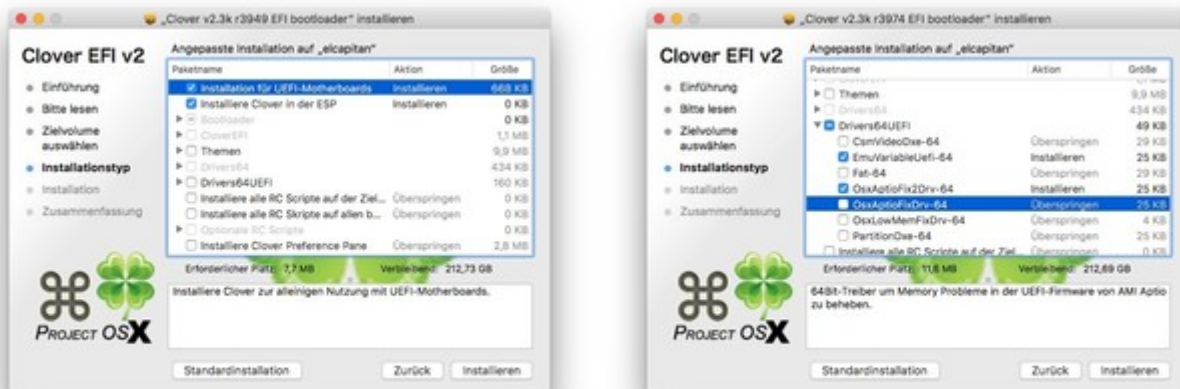 „Clover v2.3k r3949 EFI bootloader“ installieren
Clover EFI v2
Angepasste Installation auf „elcapitan“
Einführung
Bitte lesen
Zielvolume
auswählen
Installationstyp
Installation
Zusammenfassung
Paketname Aktion Größe
Installation für UEFI-Motherboards Installieren 668 KB
Installiere Clover in der ESP Installieren 0 KB
Bootloader 0 KB
CloverEFI 1,1 MB
Themen 9,9 MB
Drivers64 434 KB
Drivers64UEFI 160 KB
Installiere alle RC Scripte auf der Ziel... Überspringen 0 KB
Installiere alle RC Skripte auf allen b... Überspringen 0 KB
Optionale RC Scripte 0 KB
Installiere Clover Preference Pane Überspringen 2,8 MB
Erforderlicher Platz: 7,7 MB Verbleibend: 212,73 GB
Installiere Clover zur alleinigen Nutzung mit UEFI-Motherboards.
PROJECT OSX
Standardinstallation Zurück Installieren
„Clover v2.3k r3974 EFI bootloader“ installieren
Clover EFI v2
Angepasste Installation auf „elcapitan“
Einführung
Bitte lesen
Zielvolume
auswählen
Installationstyp
Installation
Zusammenfassung
Paketname Aktion Größe
Themen 9,9 MB
Drivers64 434 KB
Drivers64UEFI 49 KB
CsmVideoDxe-64 Überspringen 29 KB
EmuVariableUefi-64 Installieren 25 KB
Fat-64 Überspringen 29 KB
OsxAptioFix2Drv-64 Installieren 25 KB
OsxAptioFixDrv-64 Überspringen 25 KB
OsxLowMemFixDrv-64 Überspringen 4 KB
PartitionDxe-64 Überspringen 25 KB
Installiere alle RC Scripte auf der Ziel... Überspringen 0 KB
Erforderlicher Platz: 11,6 MB Verbleibend: 212,69 GB
64Bit-Treiber um Memory Probleme in der UEFI-Firmware von AMI Aptio
zu beheben.
PROJECT OSX
Standardinstallation Zurück Installieren